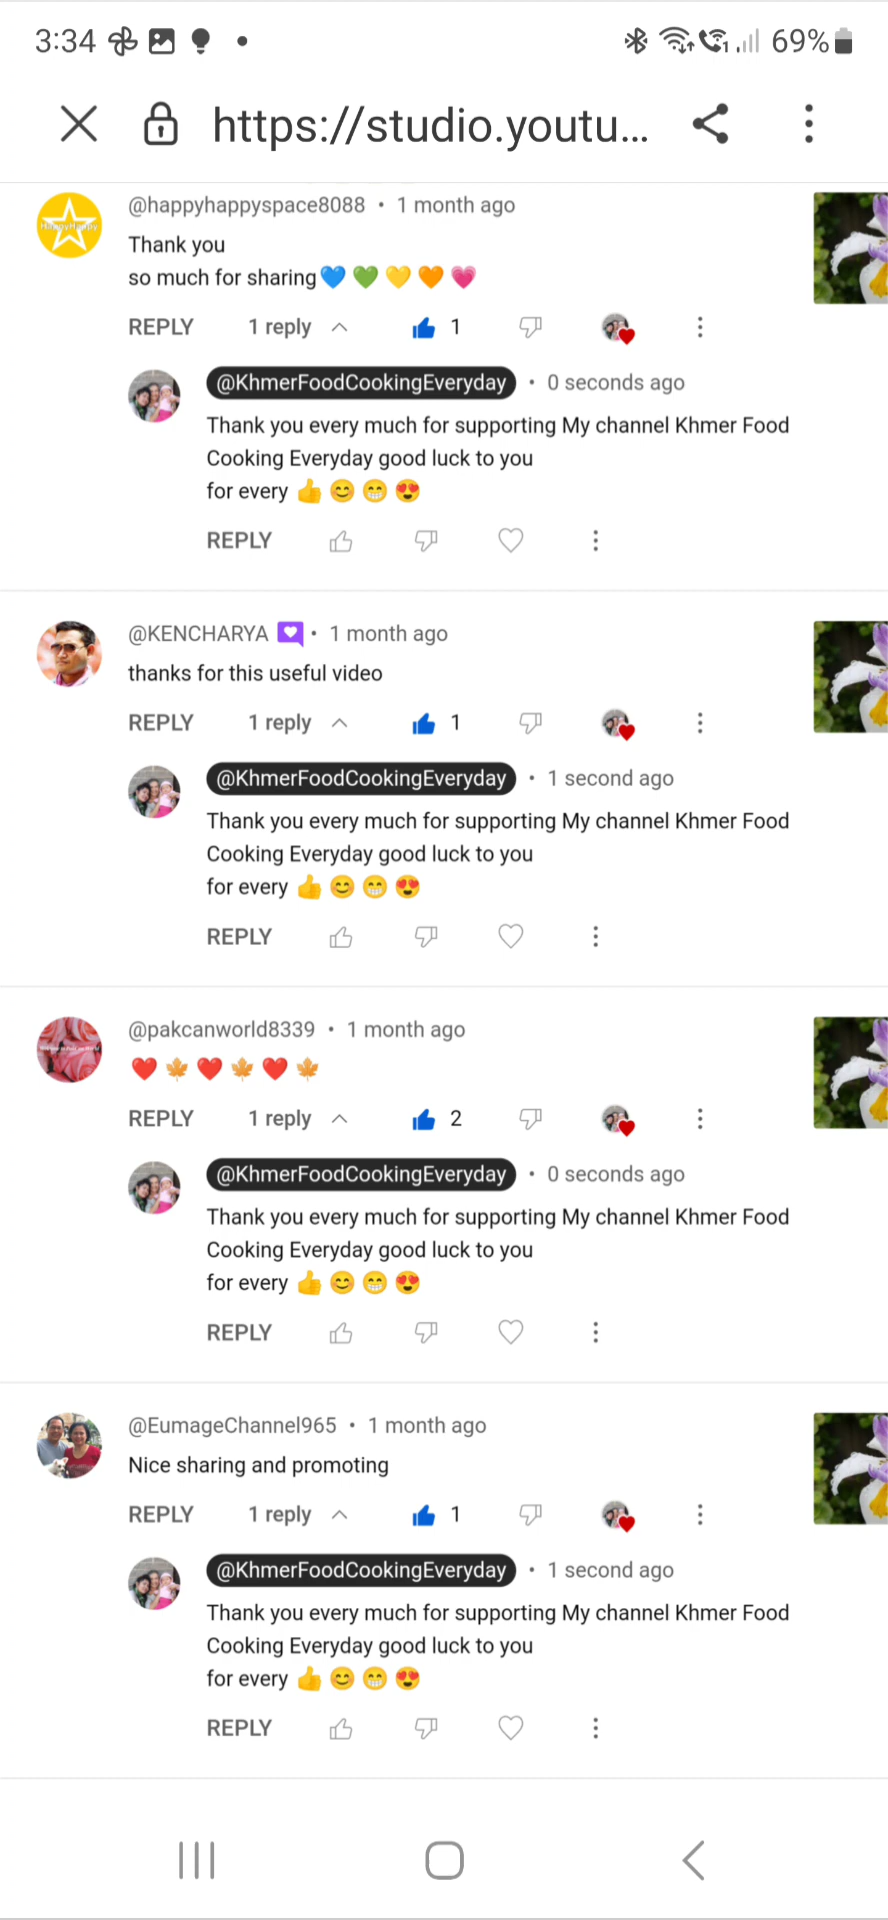 3:34 69%
https://studio.youtu...
@happyhappyspace8088 • 1 month ago
Thank you
so much for sharing💙💚💛🧡💗
REPLY 1 reply 1
@KhmerFoodCookingEveryday • 0 seconds ago
Thank you every much for supporting My channel Khmer Food
Cooking Everyday good luck to you
for every 👍😊😁😍
REPLY
@KENCHARYA • 1 month ago
thanks for this useful video
REPLY 1 reply 1
@KhmerFoodCookingEveryday • 1 second ago
Thank you every much for supporting My channel Khmer Food
Cooking Everyday good luck to you
for every 👍😊😁😍
REPLY
@pakcanworld8339 • 1 month ago
❤️🍁❤️🍁❤️🍁
REPLY 1 reply 2
@KhmerFoodCookingEveryday • 0 seconds ago
Thank you every much for supporting My channel Khmer Food
Cooking Everyday good luck to you
for every 👍😊😁😍
REPLY
@EumageChannel965 • 1 month ago
Nice sharing and promoting
REPLY 1 reply 1
@KhmerFoodCookingEveryday • 1 second ago
Thank you every much for supporting My channel Khmer Food
Cooking Everyday good luck to you
for every 👍😊😁😍
REPLY